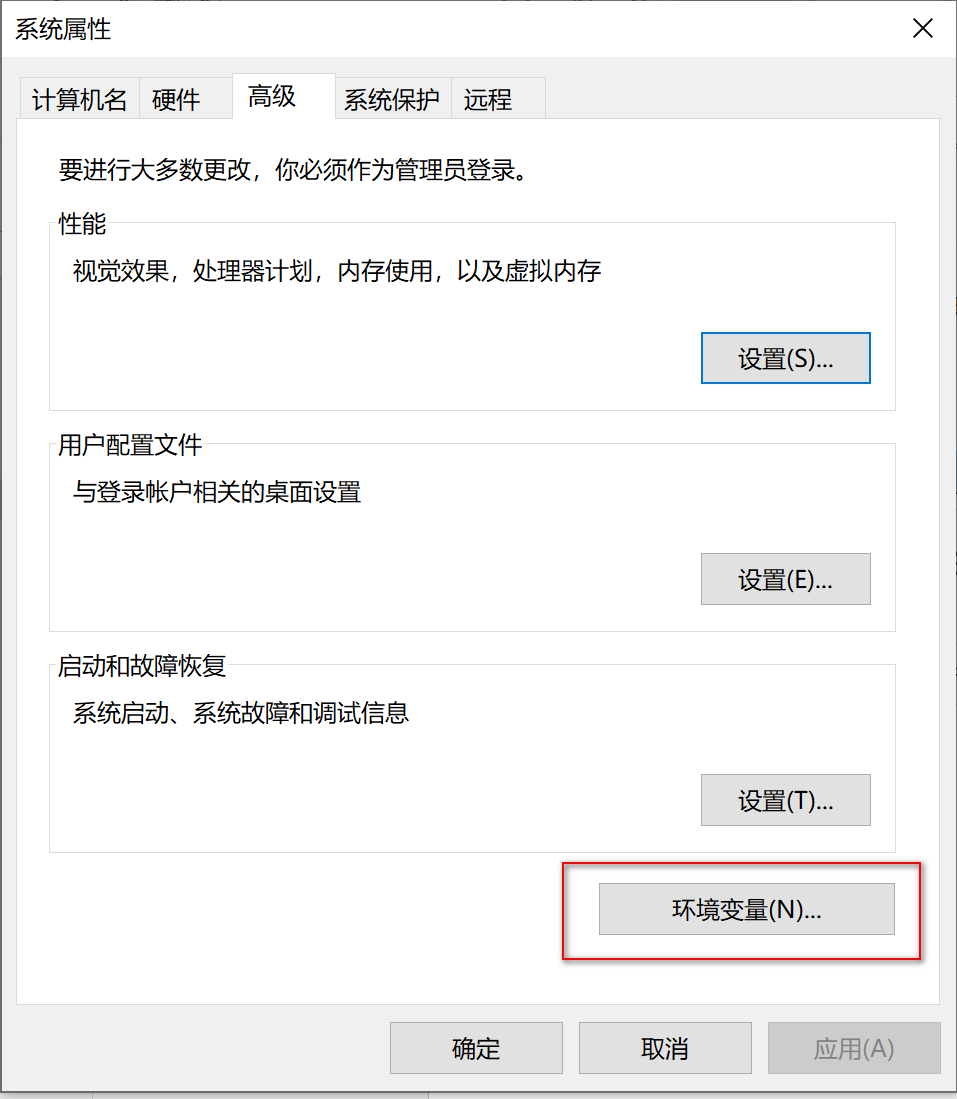 系统属性
计算机名 硬件 高级 系统保护 远程
要进行大多数更改，你必须作为管理员登录。
性能
视觉效果，处理器计划，内存使用，以及虚拟内存
设置(S)...
用户配置文件
与登录帐户相关的桌面设置
设置(E)...
启动和故障恢复
系统启动、系统故障和调试信息
设置(T)...
环境变量(N)...
确定 取消 应用(A)